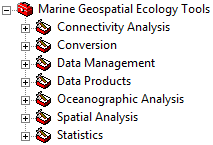 Marine Geospatial Ecology Tools
Connectivity Analysis
Conversion
Data Management
Data Products
Oceanographic Analysis
Spatial Analysis
Statistics